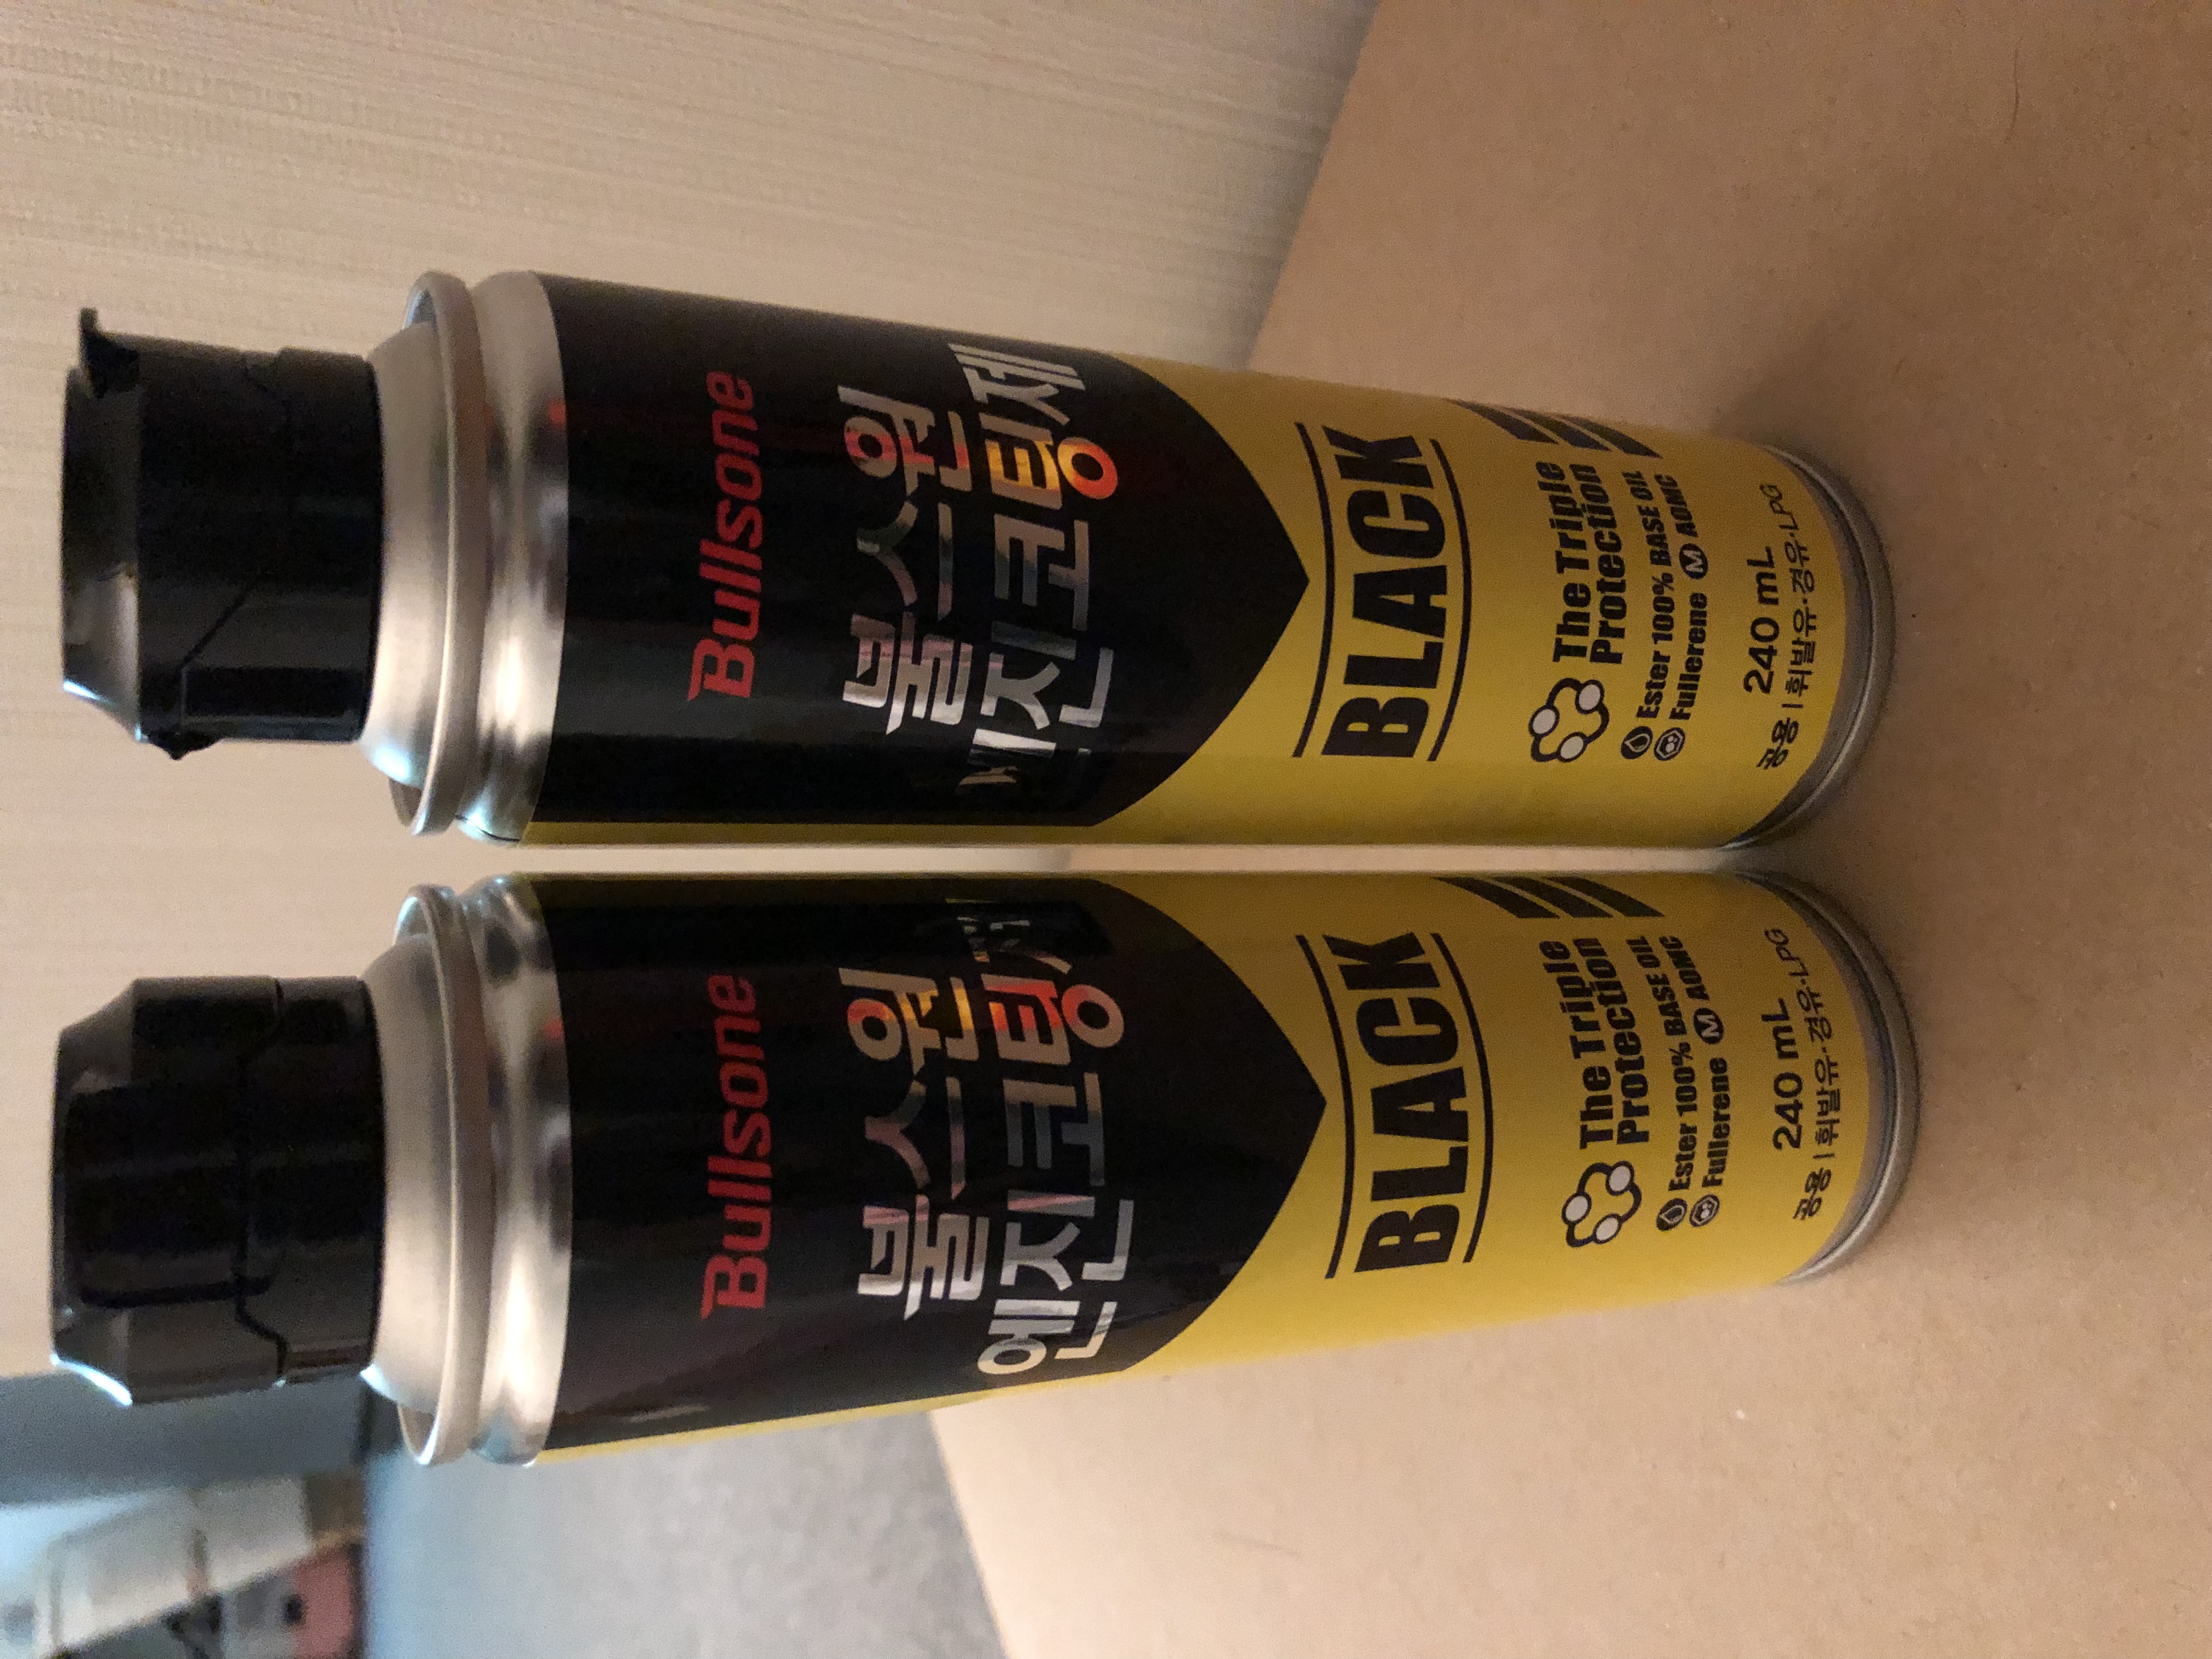 Bullsone
불스원
엔진코팅제
BLACK
The Triple
Protection
Ester 100% BASE OIL
Fullerene M AOMC
240 mL
공용 | 휘발유·경유·LPG
Bullsone
불스원
엔진코팅제
BLACK
The Triple
Protection
Ester 100% BASE OIL
Fullerene M AOMC
240 mL
공용 | 휘발유·경유·LPG